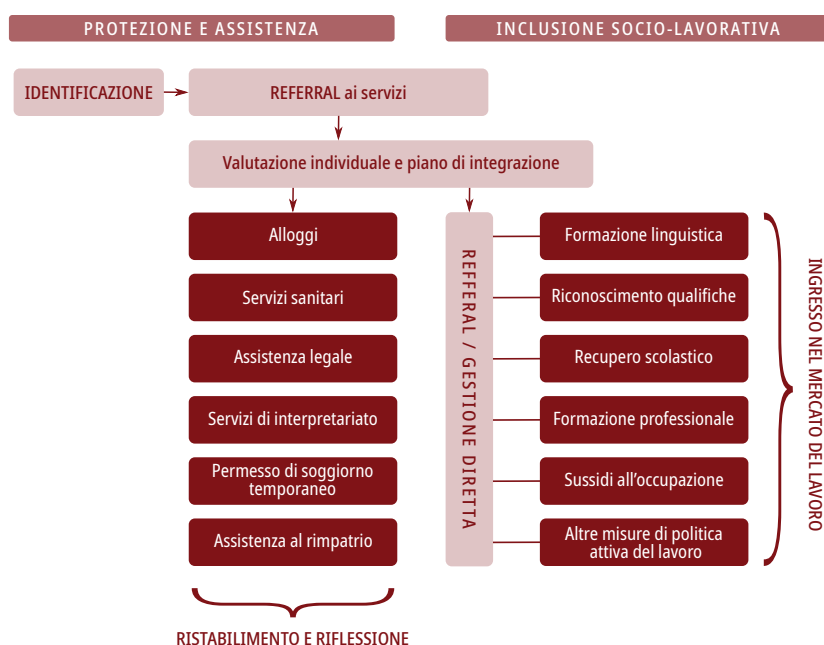 PROTEZIONE E ASSISTENZA
INCLUSIONE SOCIO-LAVORATIVA
IDENTIFICAZIONE
REFERRAL ai servizi
Valutazione individuale e piano di integrazione
Alloggi
Servizi sanitari
Assistenza legale
Servizi di interpretariato
Permesso di soggiorno
temporaneo
Assistenza al rimpatrio
RISTABILIMENTO E RIFLESSIONE
REFFERAL / GESTIONE DIRETTA
Formazione linguistica
Riconoscimento qualifiche
Recupero scolastico
Formazione professionale
Sussidi all'occupazione
Altre misure di politica
attiva del lavoro
INGRESSO NEL MERCATO DEL LAVORO